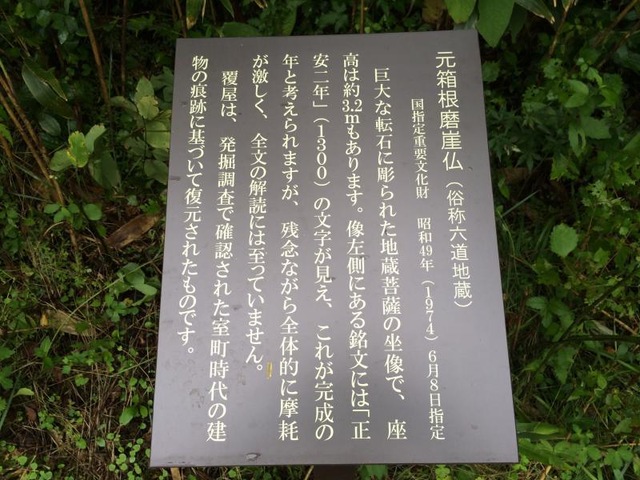 元箱根磨崖仏（俗称六道地蔵）
国指定重要文化財　昭和49年（1974）6月8日指定
巨大な転石に彫られた地蔵菩薩の坐像で、座
高は約3.2mもあります。像左側にある銘文には「正
安二年」（1300）の文字が見え、これが完成の
年と考えられますが、残念ながら全体的に摩耗
が激しく、全文の解読には至っていません。
覆屋は、発掘調査で確認された室町時代の建
物の痕跡に基づいて復元されたものです。